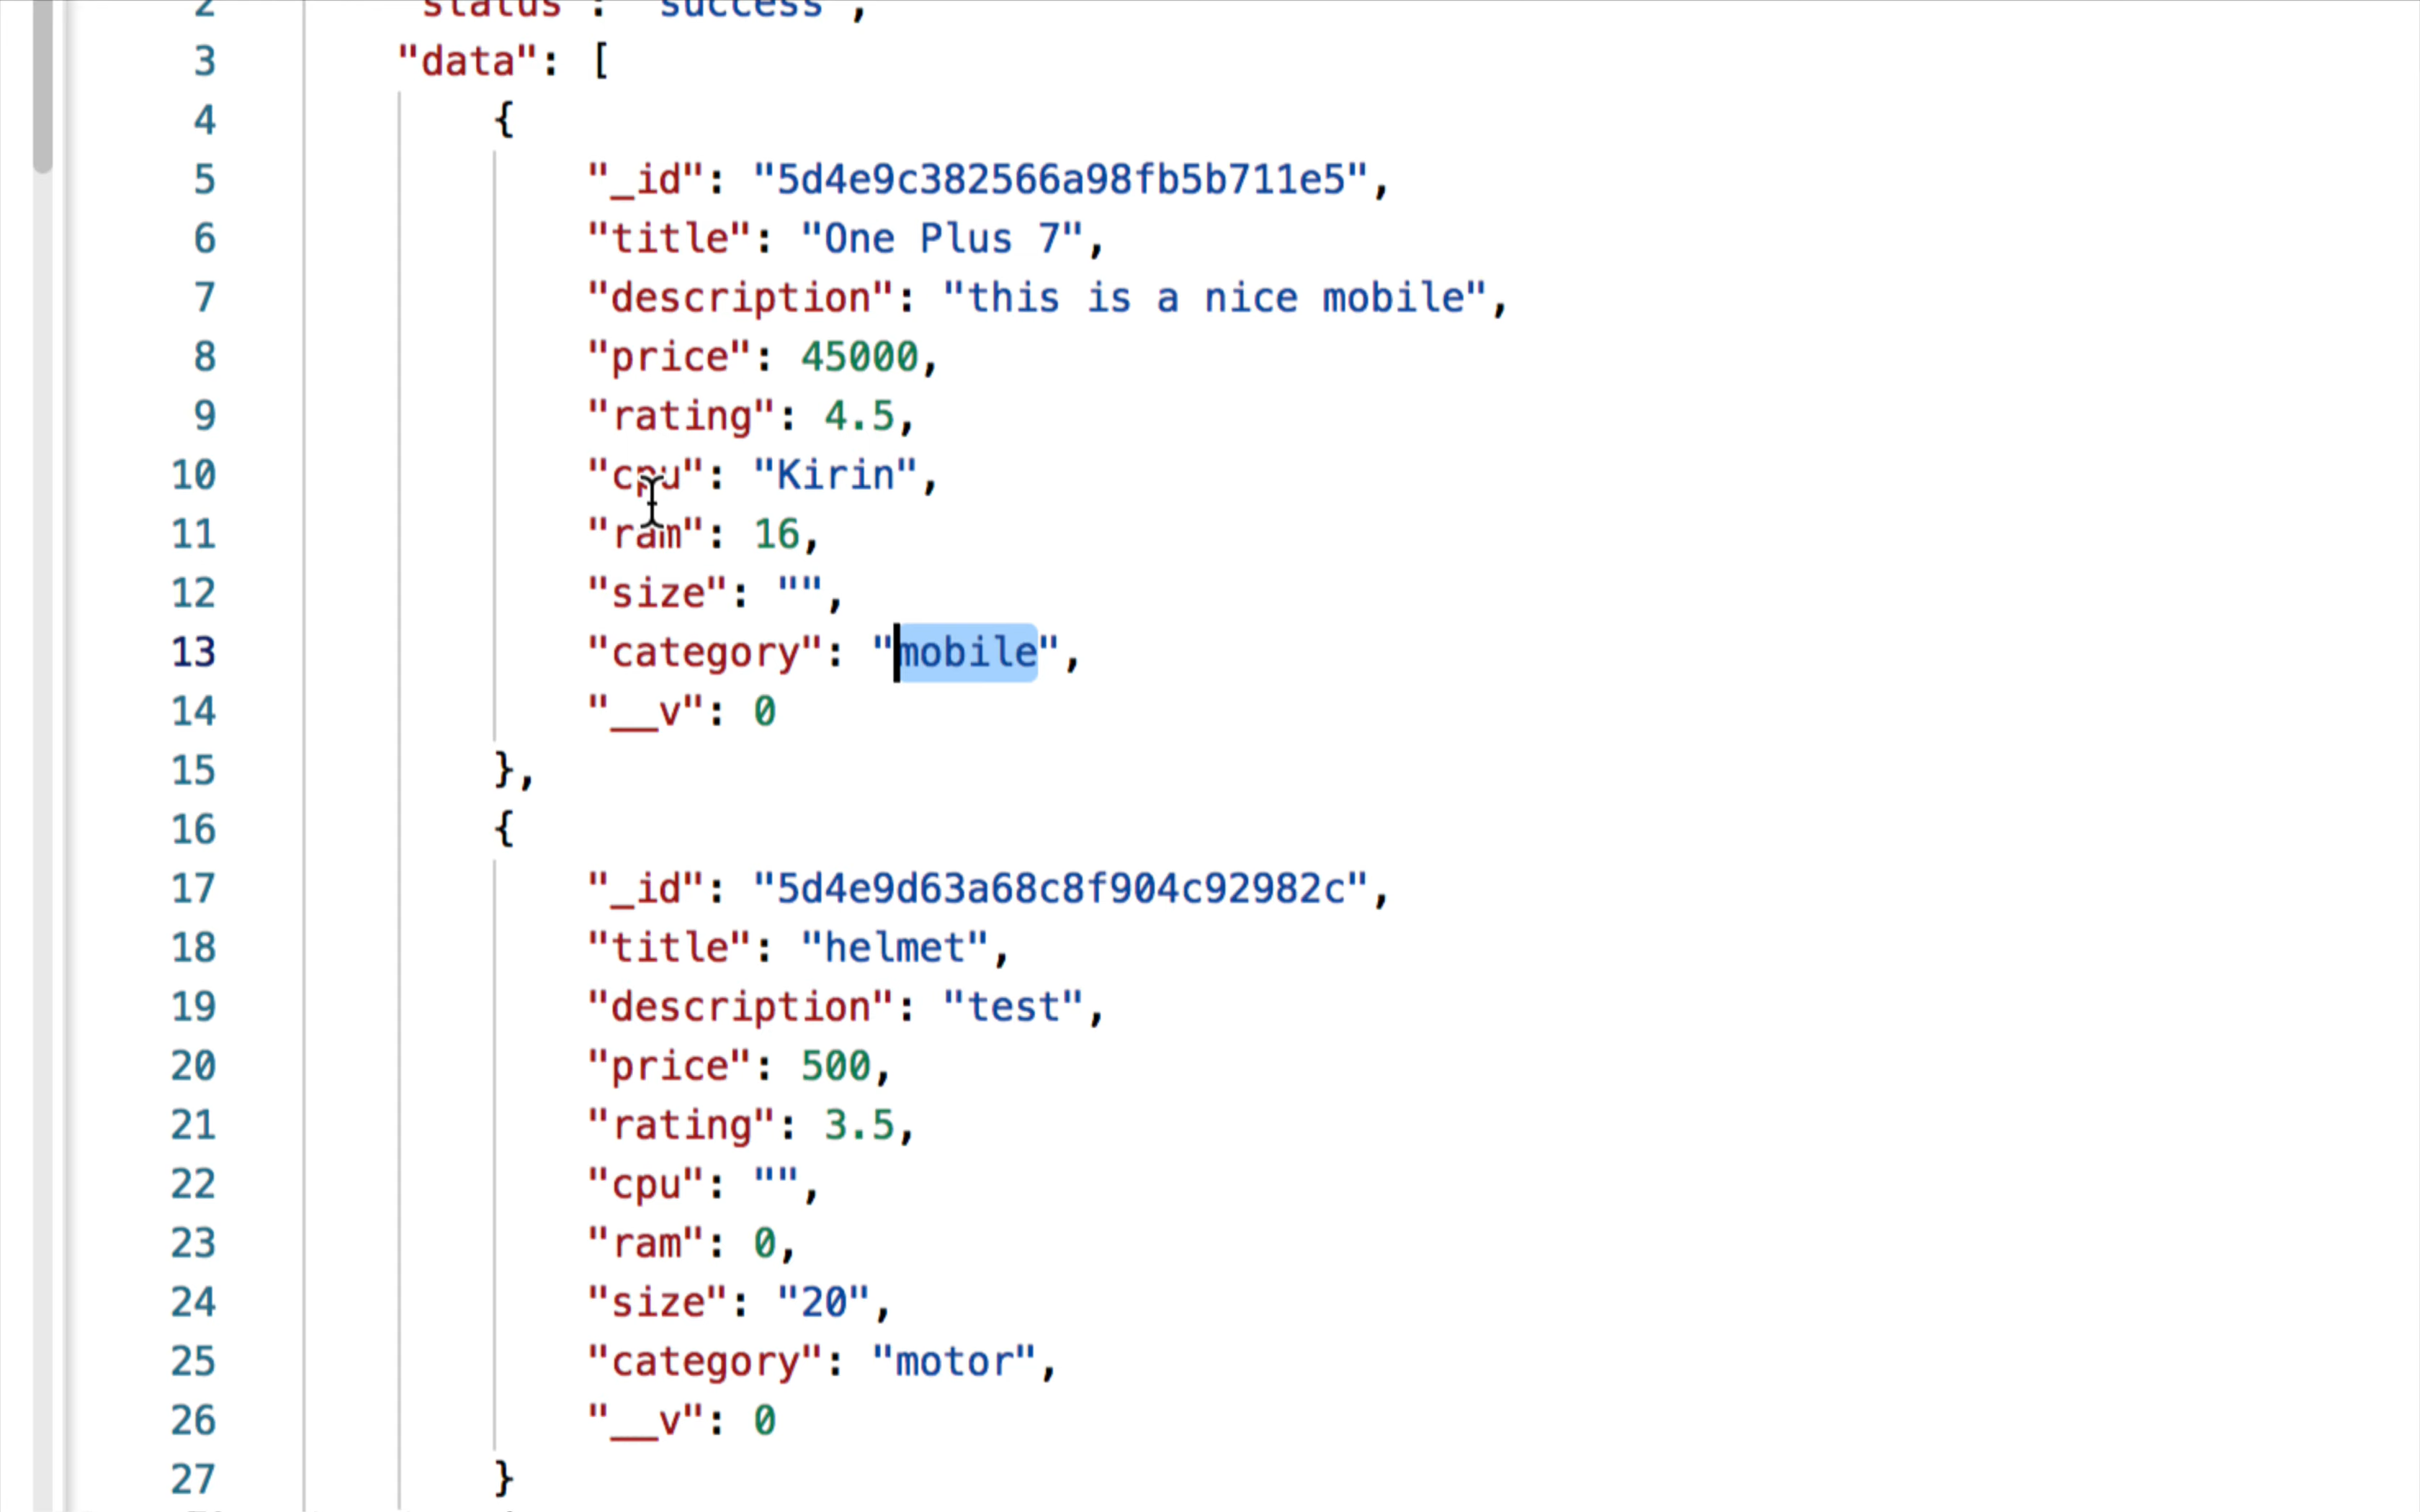 2 "status": "success",
3 "data": [
4 {
5 "_id": "5d4e9c382566a98fb5b711e5",
6 "title": "One Plus 7",
7 "description": "this is a nice mobile",
8 "price": 45000,
9 "rating": 4.5,
10 "cpu": "Kirin",
11 "ram": 16,
12 "size": "",
13 "category": "mobile",
14 "__v": 0
15 },
16 {
17 "_id": "5d4e9d63a68c8f904c92982c",
18 "title": "helmet",
19 "description": "test",
20 "price": 500,
21 "rating": 3.5,
22 "cpu": "",
23 "ram": 0,
24 "size": "20",
25 "category": "motor",
26 "__v": 0
27 }